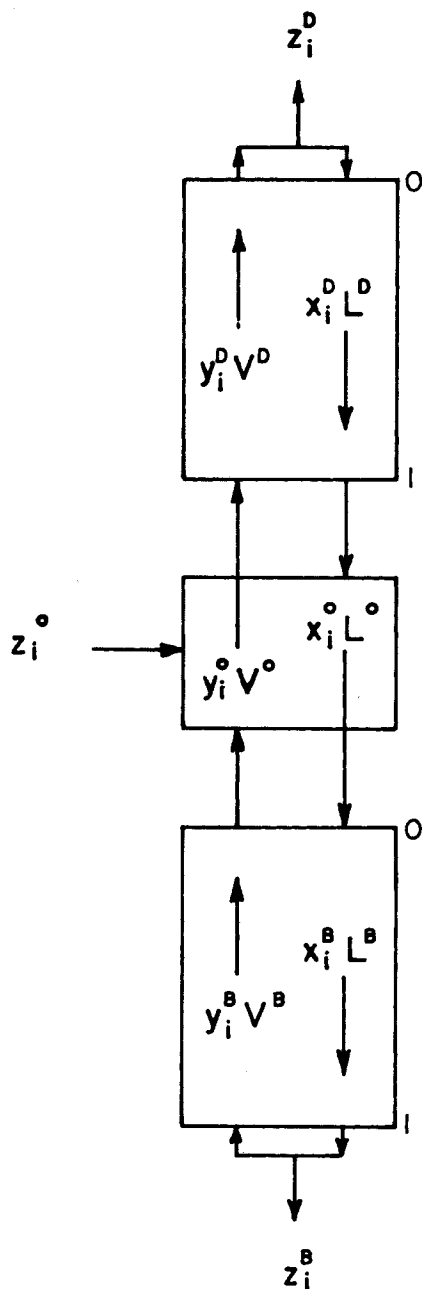 z_i^D
0
x_i^D L^D
y_i^D V^D
1
z_i^o
x_i^o L^o
y_i^o V^o
0
x_i^B L^B
y_i^B V^B
1
z_i^B